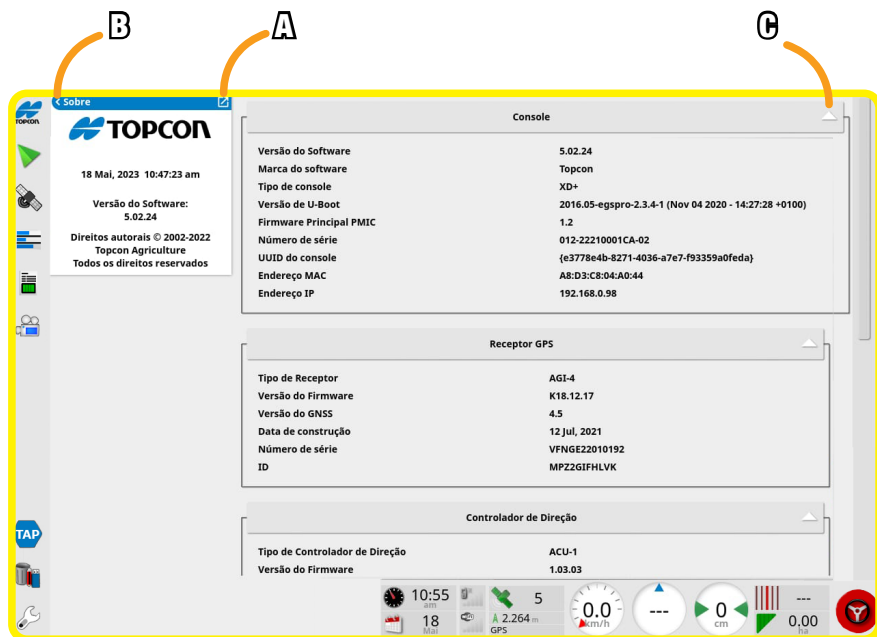 B
A
C
TOPCON
Sobre
TOPCON
18 Mai, 2023 10:47:23 am
Versão do Software:
5.02.24
Direitos autorais © 2002-2022
Topcon Agriculture
Todos os direitos reservados
Console
Versão do Software 5.02.24
Marca do software Topcon
Tipo de console XD+
Versão de U-Boot 2016.05-egspro-2.3.4-1 (Nov 04 2020 - 14:27:28 +0100)
Firmware Principal PMIC 1.2
Número de série 012-22210001CA-02
UUID do console {e3778e4b-8271-4036-a7e7-f93359a0feda}
Endereço MAC A8:D3:C8:04:A0:44
Endereço IP 192.168.0.98
Receptor GPS
Tipo de Receptor AGI-4
Versão do Firmware K18.12.17
Versão do GNSS 4.5
Data de construção 12 Jul, 2021
Número de série VFNGE22010192
ID MPZ2GIFHLVK
Controlador de Direção
Tipo de Controlador de Direção ACU-1
Versão do Firmware 1.03.03
TAP
10:55
am
18
Mai
5
2.264 m
GPS
0.0
km/h
---
0
cm
---
0.00
ha